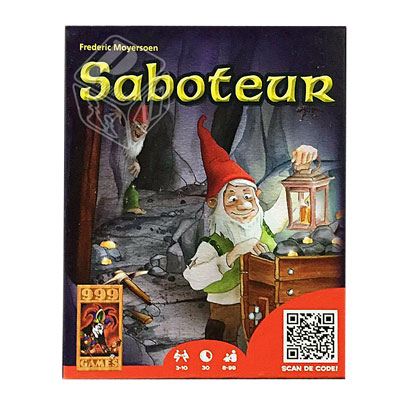 Frederic Moyersoen
Saboteur
999
GAMES
3-10
30
8-99
SCAN DE CODE!